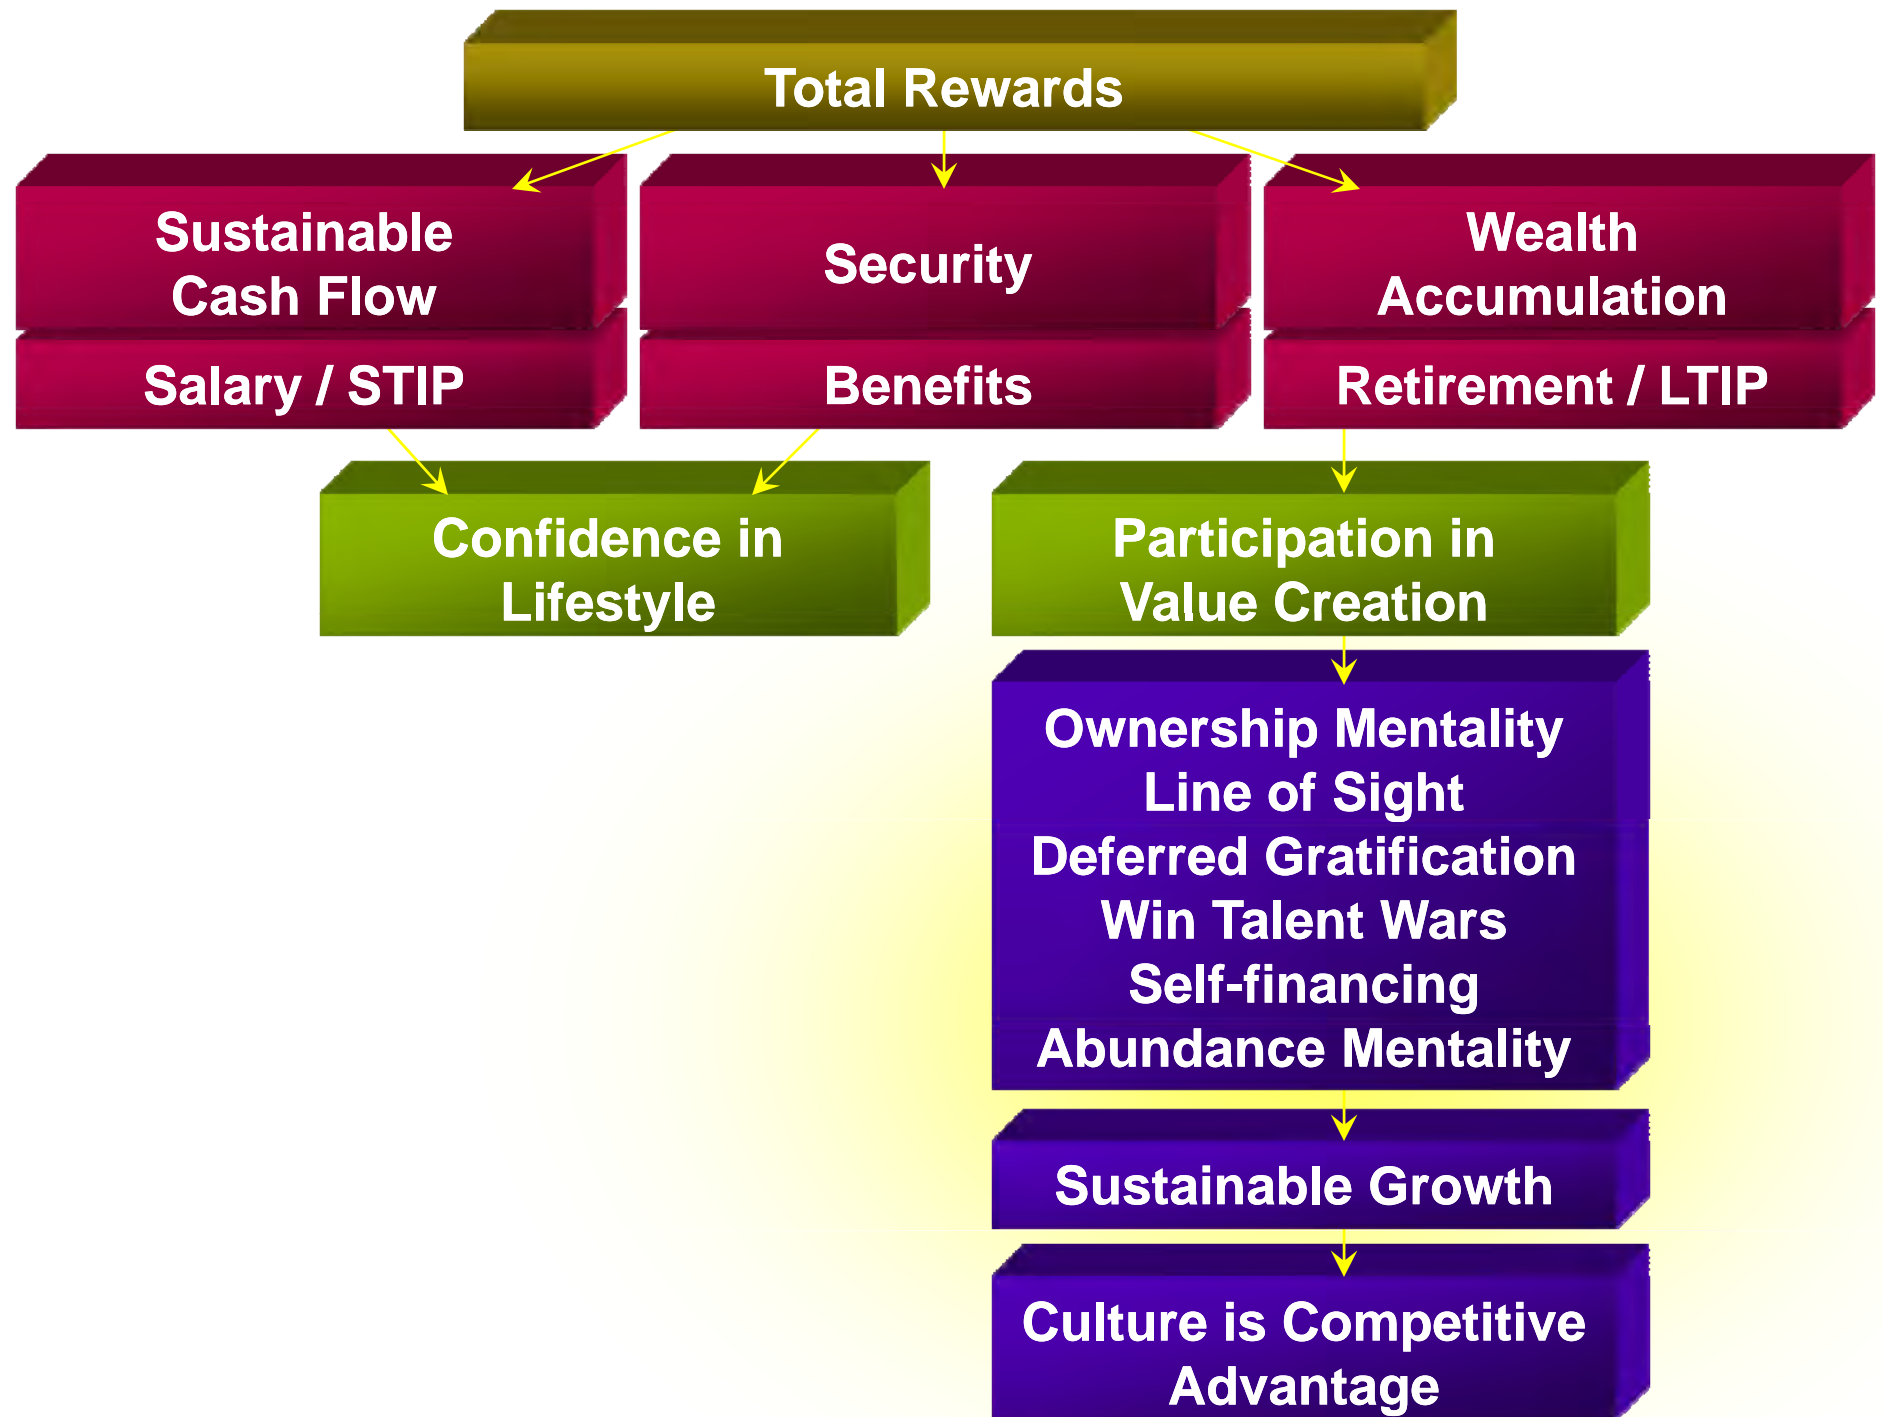 Total Rewards
Sustainable
Cash Flow
Security
Wealth
Accumulation
Salary / STIP
Benefits
Retirement / LTIP
Confidence in
Lifestyle
Participation in
Value Creation
Ownership Mentality
Line of Sight
Deferred Gratification
Win Talent Wars
Self-financing
Abundance Mentality
Sustainable Growth
Culture is Competitive
Advantage